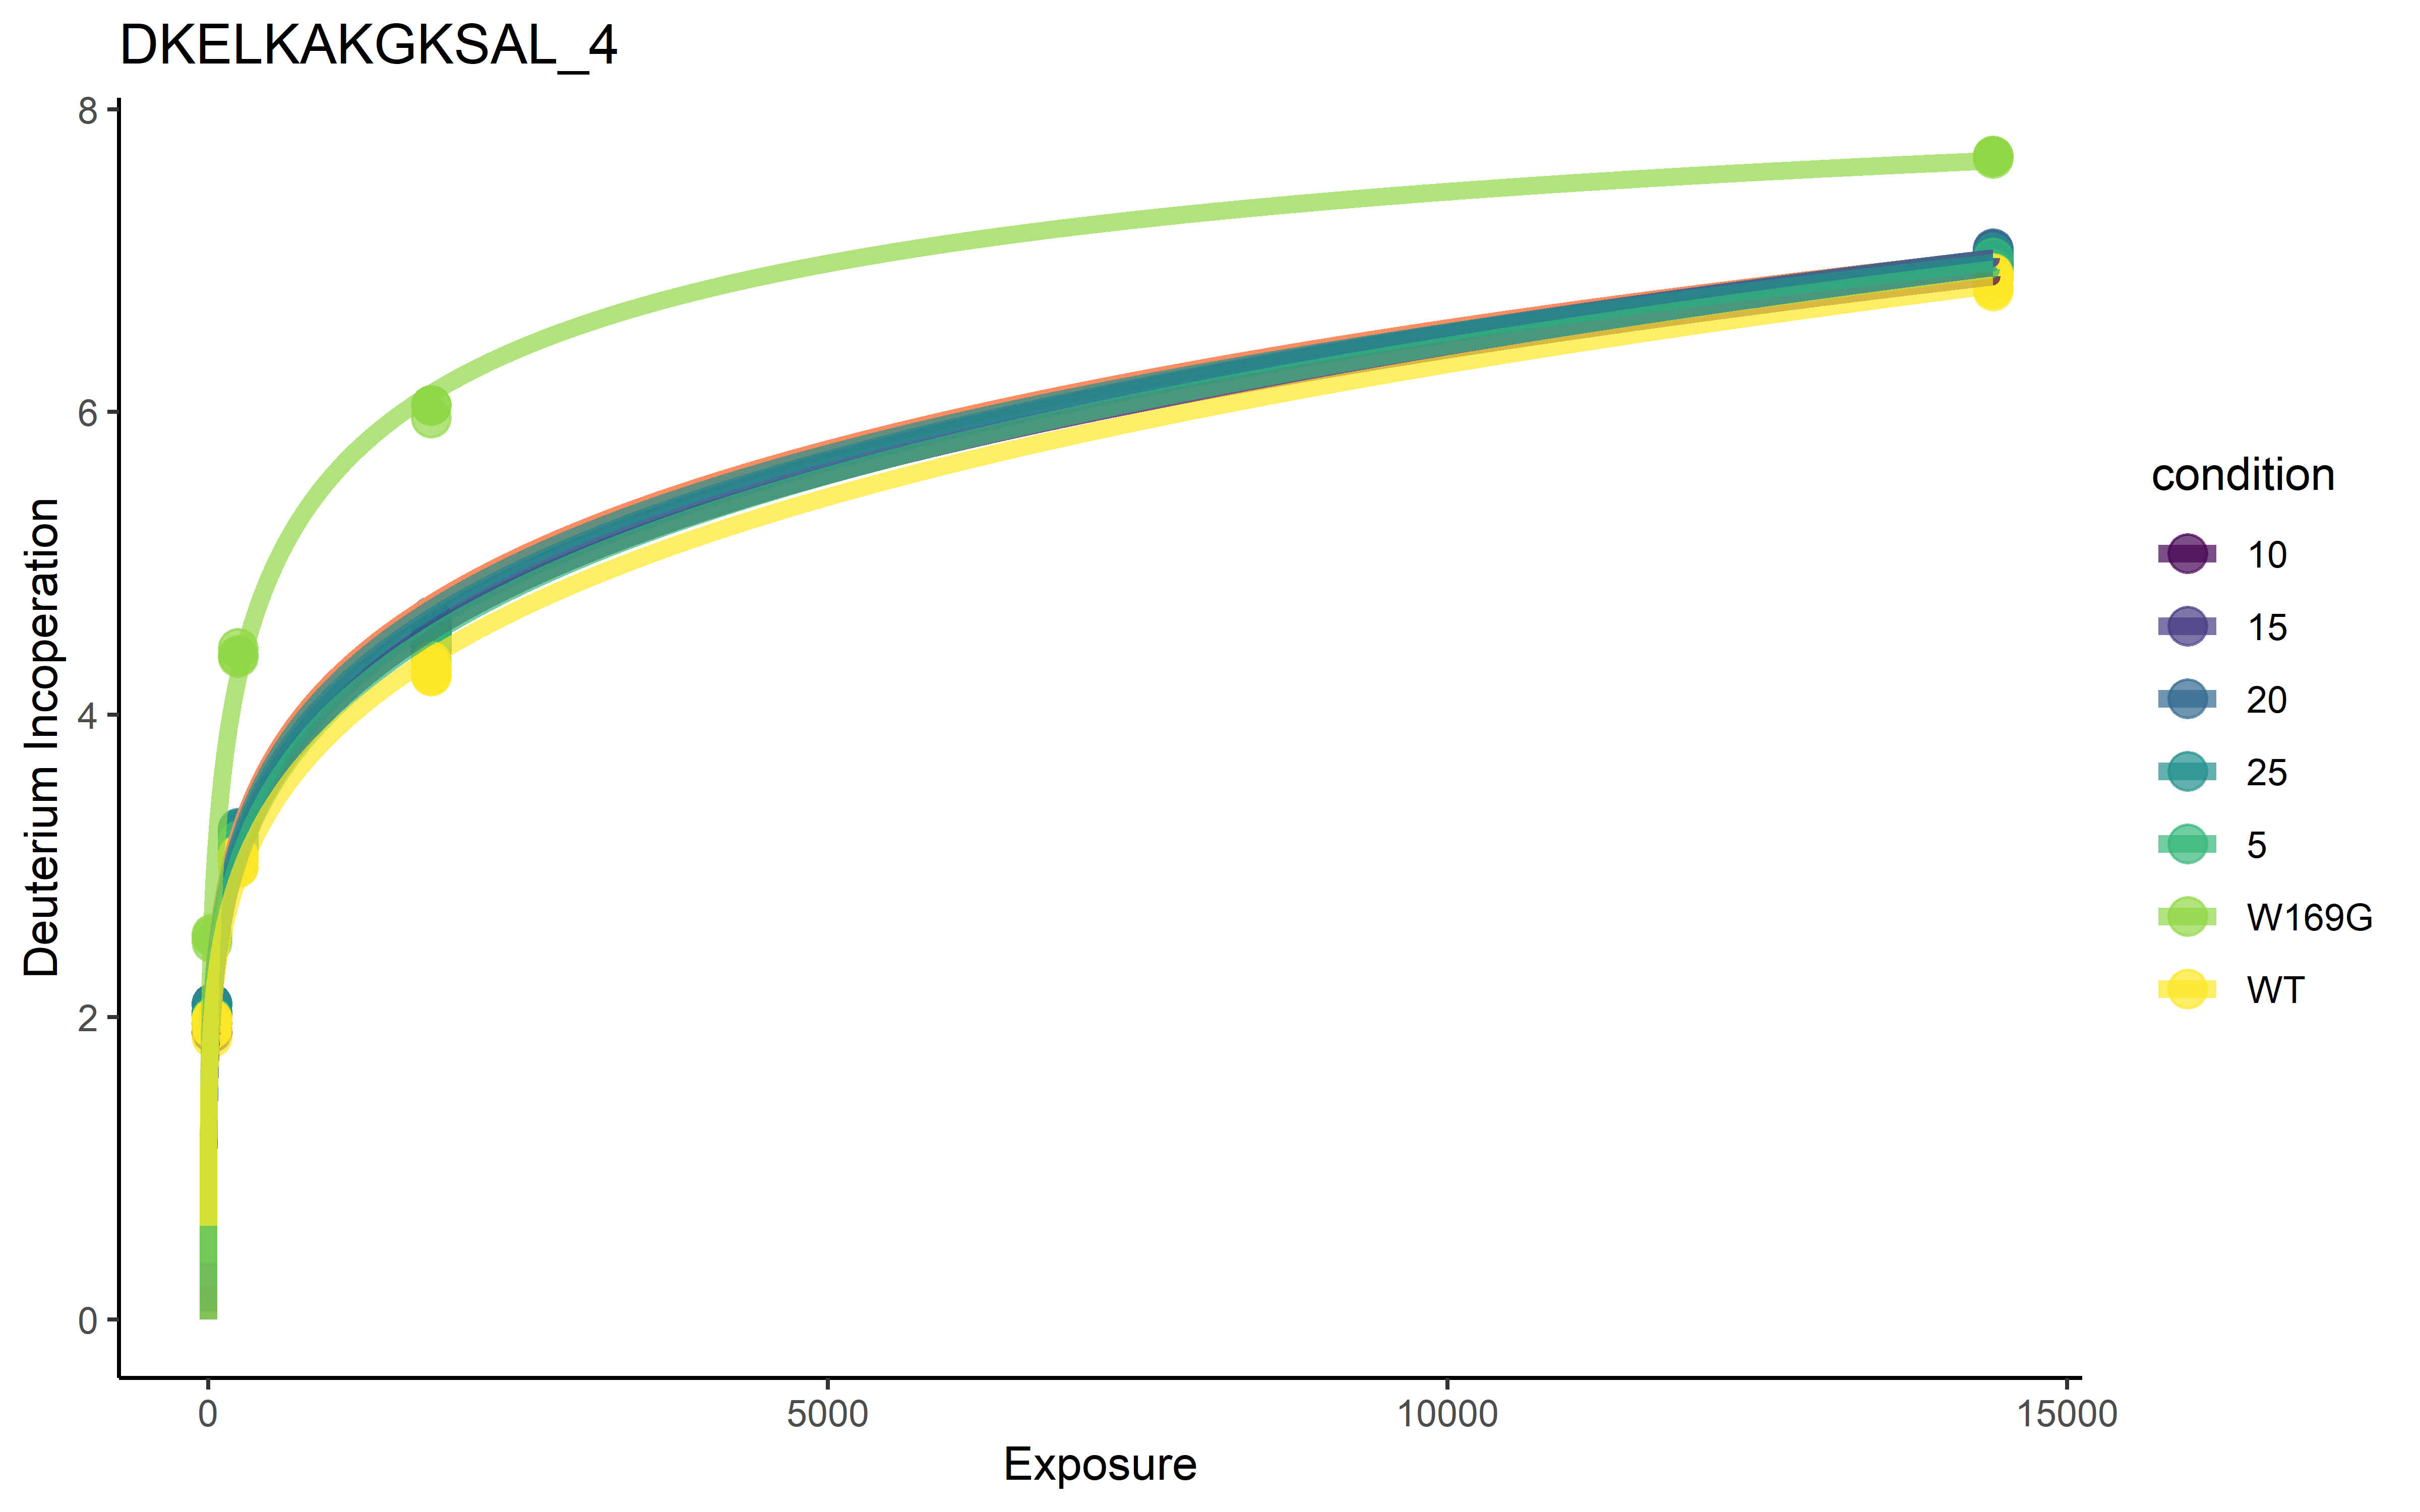 DKELKAKGKSAL_4
8
6
4
2
0
Deuterium Incoperation
0
5000
10000
15000
Exposure
condition
10
15
20
25
5
W169G
WT